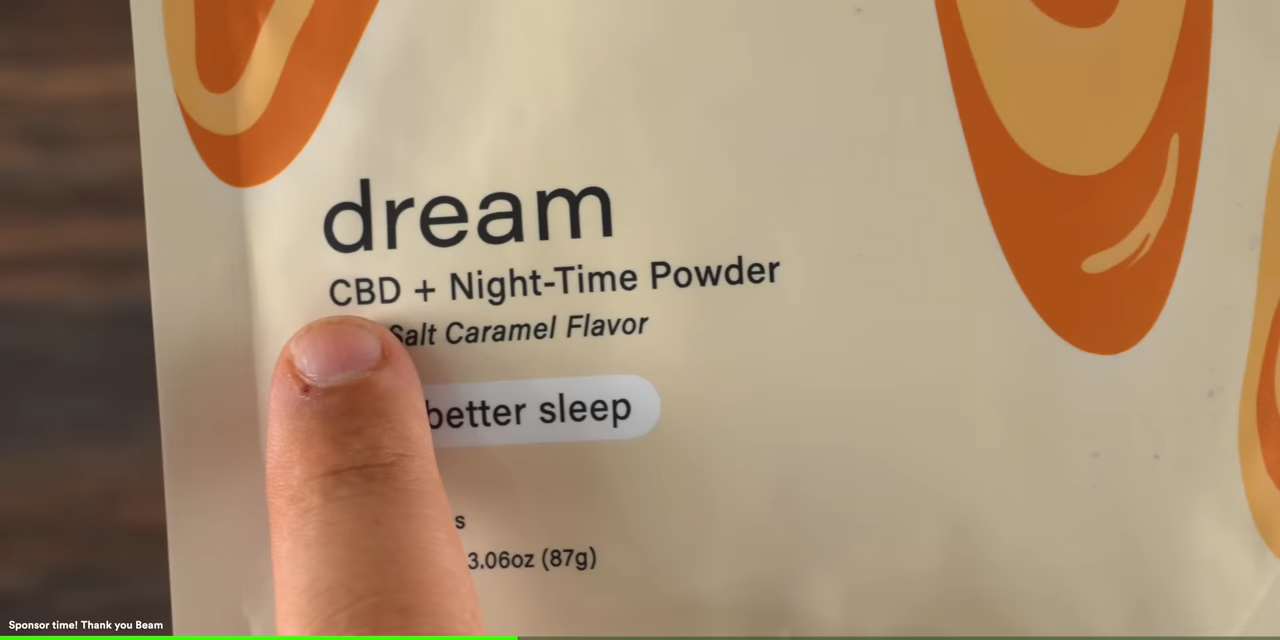 dream
CBD + Night-Time Powder
Salt Caramel Flavor
better sleep
s
3.06oz (87g)
Sponsor time! Thank you Beam